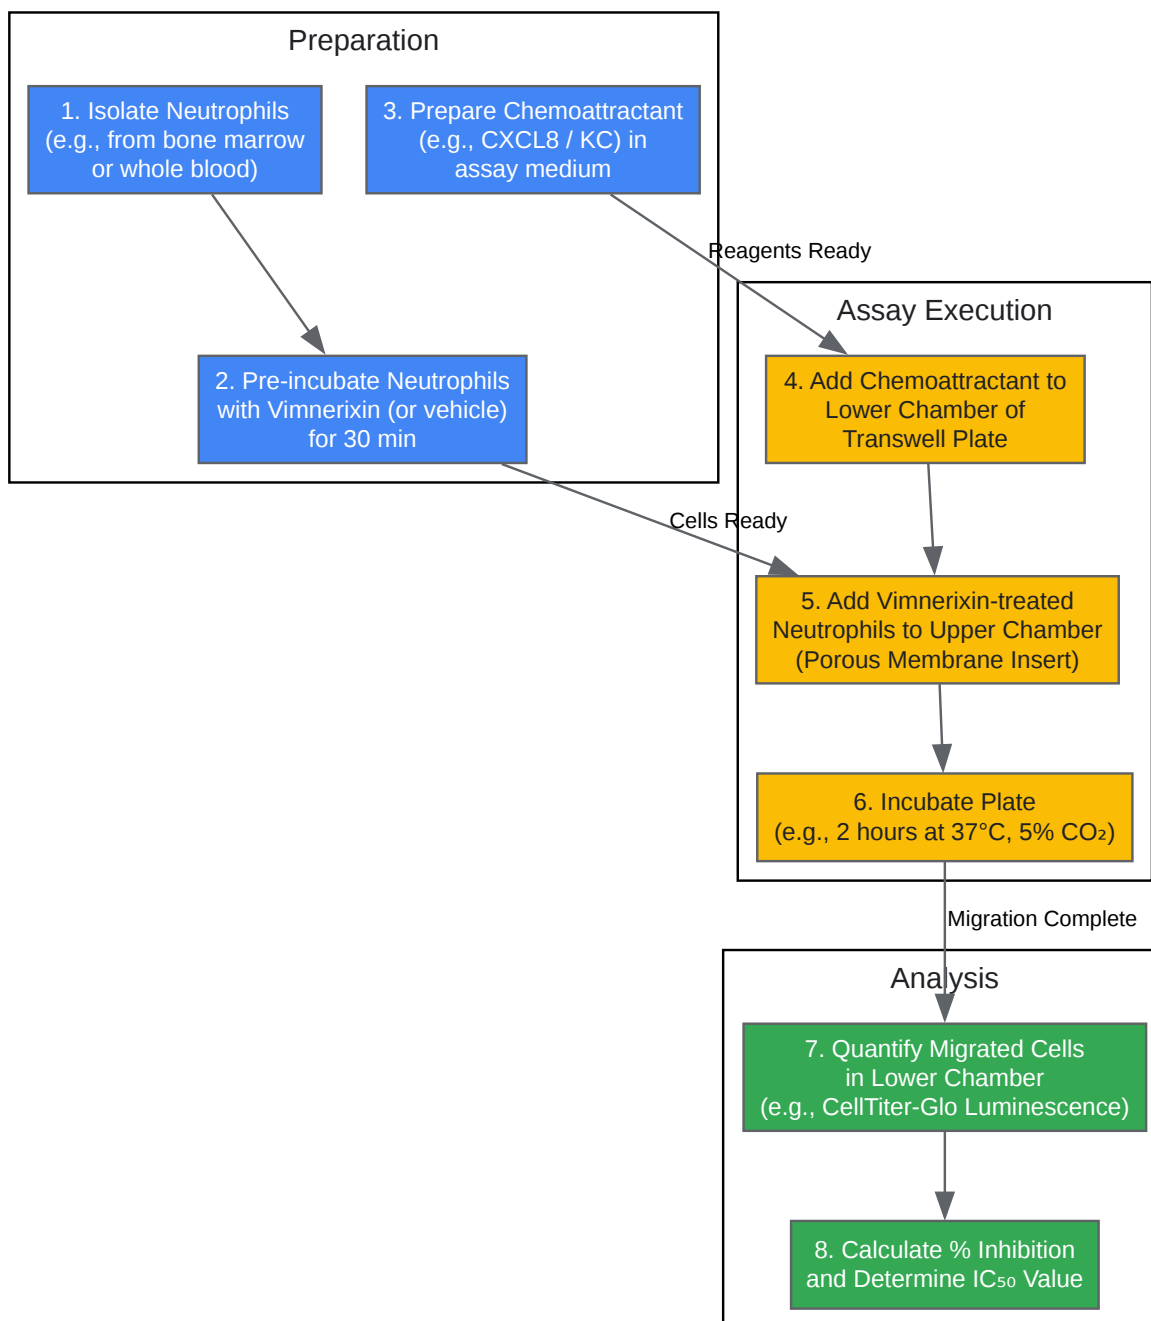 Preparation
1. Isolate Neutrophils
(e.g., from bone marrow
or whole blood)
3. Prepare Chemoattractant
(e.g., CXCL8 / KC) in
assay medium
Reagents Ready
Assay Execution
2. Pre-incubate Neutrophils
with Vimnerixin (or vehicle)
for 30 min
4. Add Chemoattractant to
Lower Chamber of
Transwell Plate
Cells Ready
5. Add Vimnerixin-treated
Neutrophils to Upper Chamber
(Porous Membrane Insert)
6. Incubate Plate
(e.g., 2 hours at 37°C, 5% CO₂)
Migration Complete
Analysis
7. Quantify Migrated Cells
in Lower Chamber
(e.g., CellTiter-Glo Luminescence)
8. Calculate % Inhibition
and Determine IC₅₀ Value